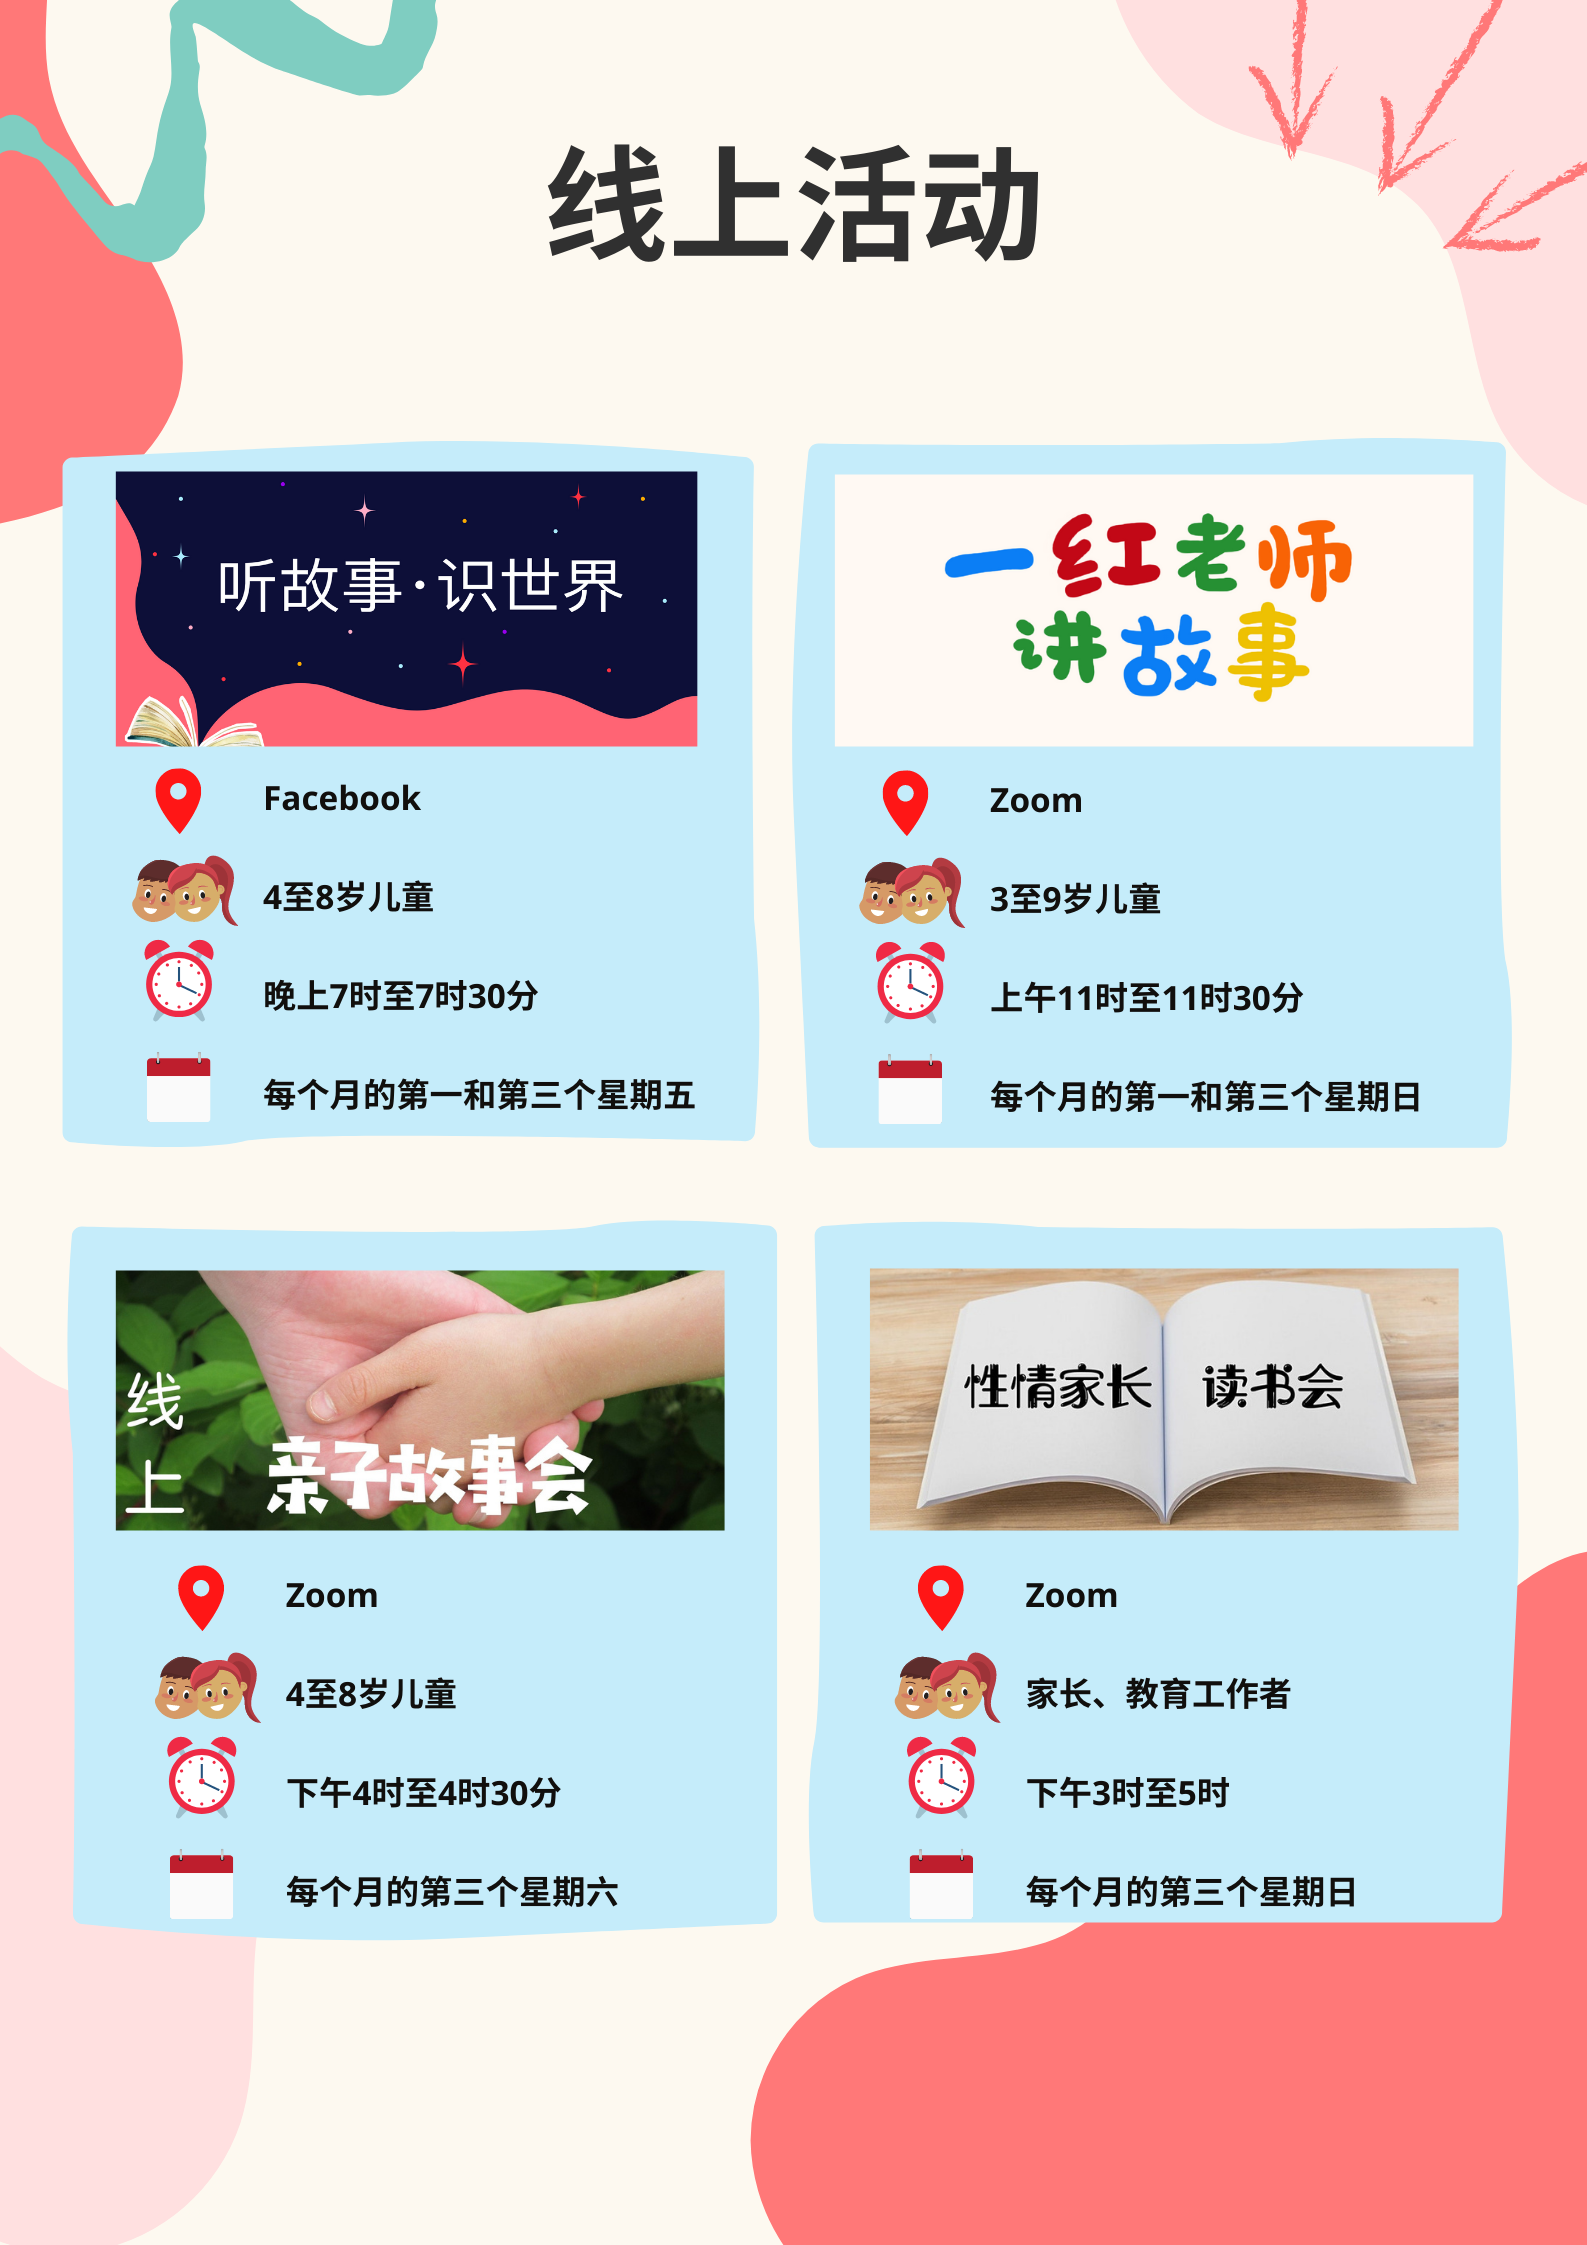 线上活动
听故事·识世界
Facebook
4至8岁儿童
晚上7时至7时30分
每个月的第一和第三个星期五
一红老师
讲故事
Zoom
3至9岁儿童
上午11时至11时30分
每个月的第一和第三个星期日
线上
亲子故事会
Zoom
4至8岁儿童
下午4时至4时30分
每个月的第三个星期六
性情家长 读书会
Zoom
家长、教育工作者
下午3时至5时
每个月的第三个星期日